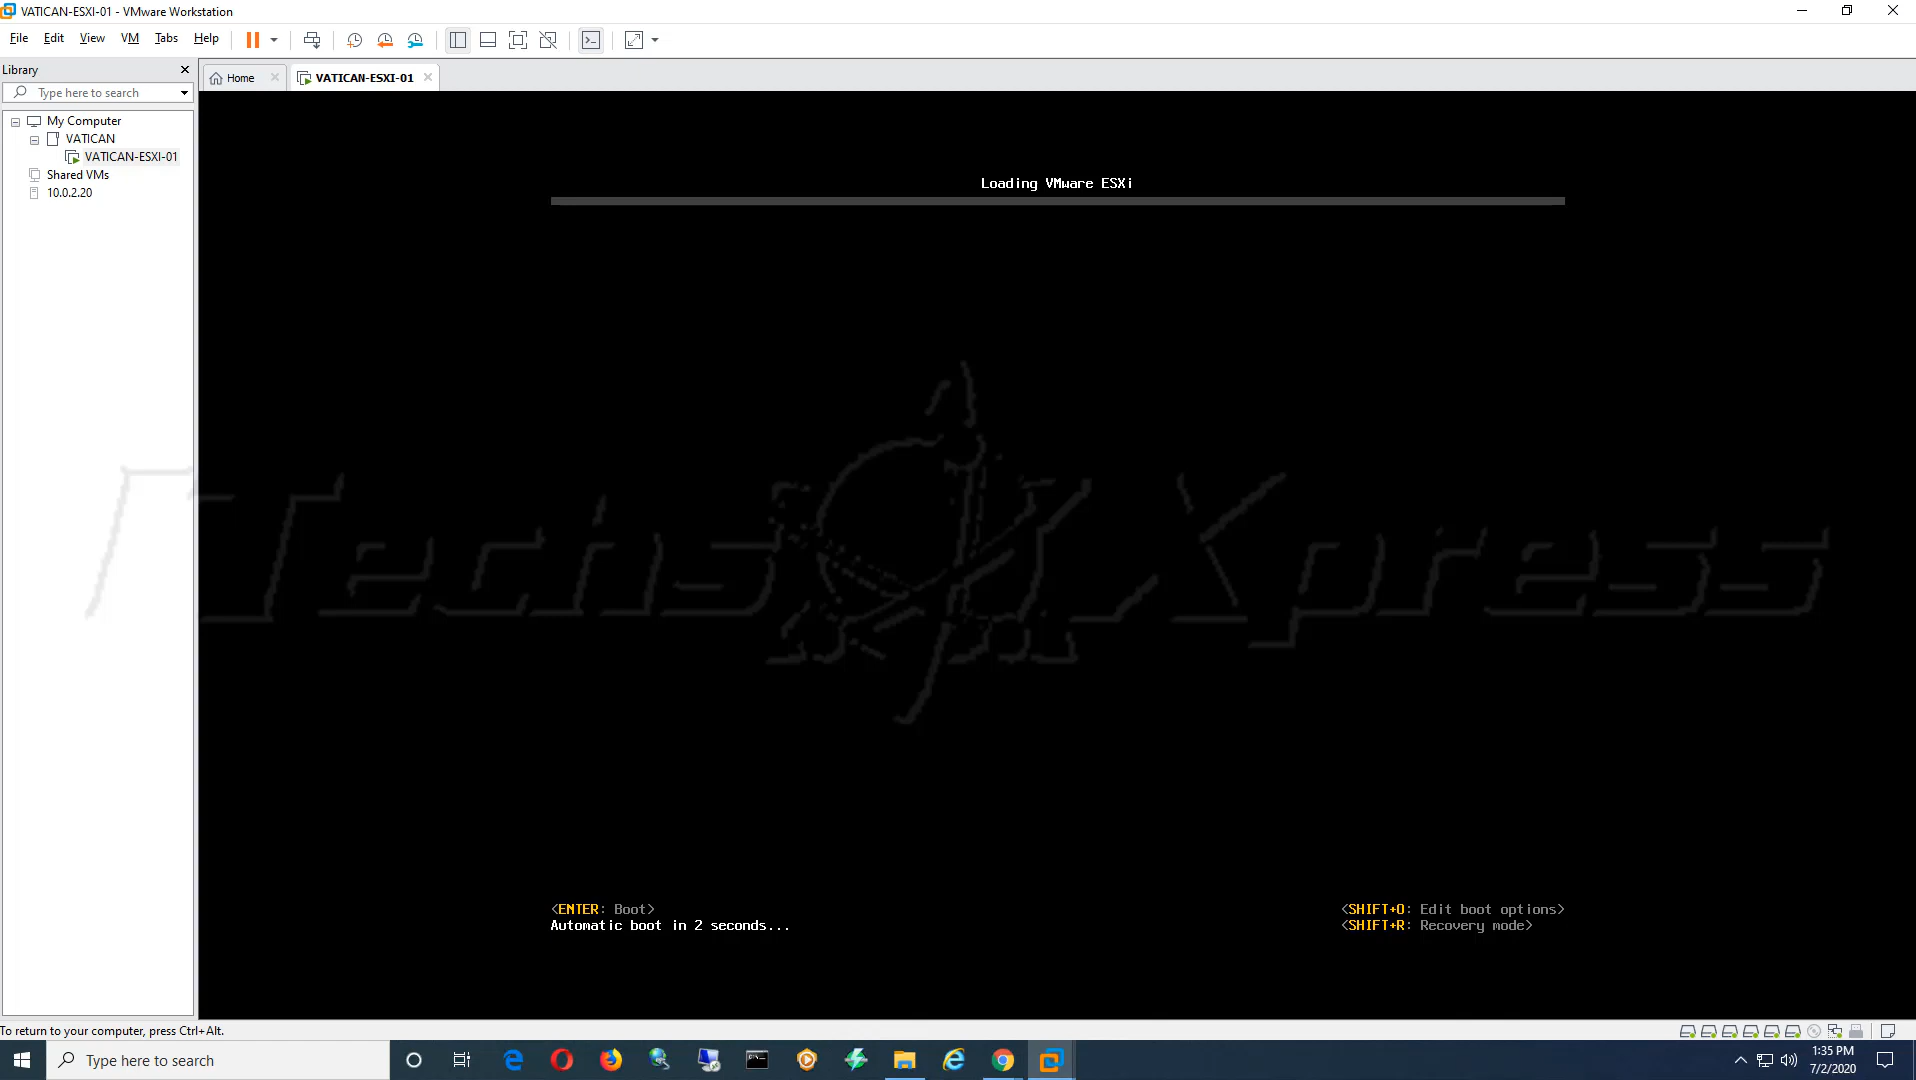 VATICAN-ESXI-01 - VMware Workstation
File Edit View VM Tabs Help
Library
Type here to search
Home
VATICAN-ESXI-01
My Computer
VATICAN
VATICAN-ESXI-01
Shared VMs
10.0.2.20
Loading VMware ESXi
iTechs Xpress
<ENTER: Boot>
Automatic boot in 2 seconds...
<SHIFT+O: Edit boot options>
<SHIFT+R: Recovery mode>
To return to your computer, press Ctrl+Alt.
Type here to search
1:35 PM
7/2/2020